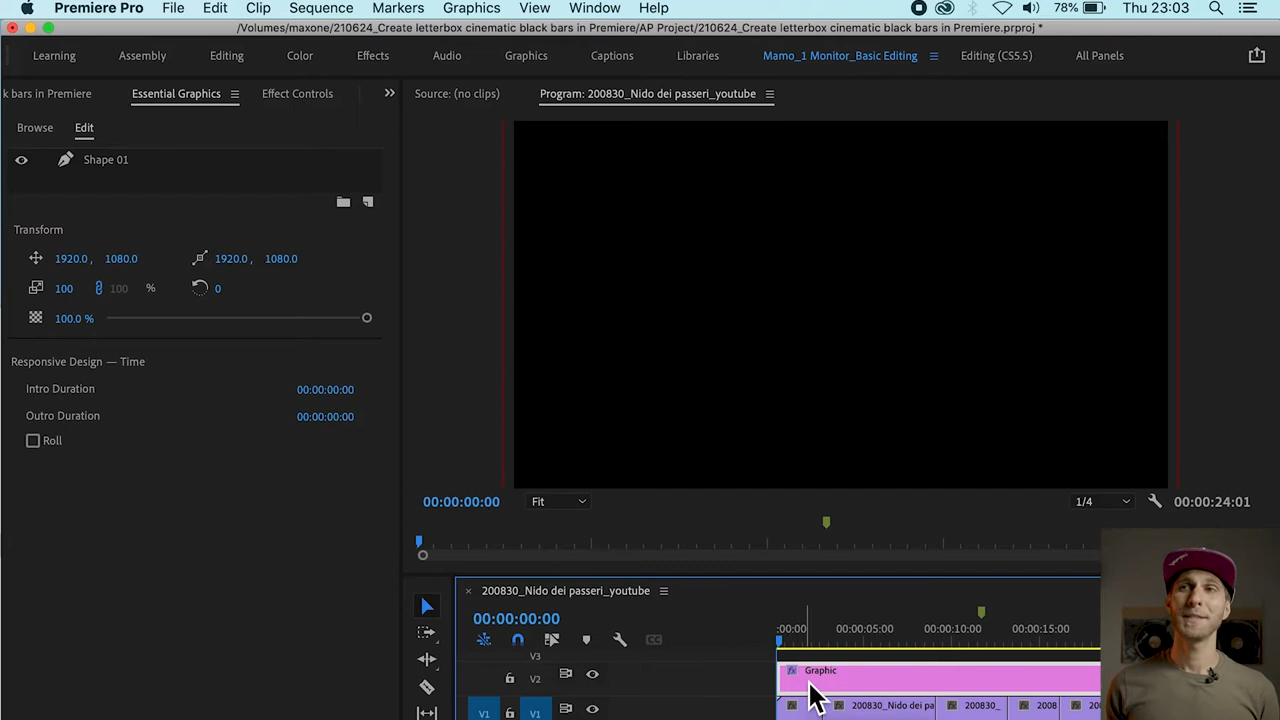 Premiere Pro File Edit Clip Sequence Markers Graphics View Window Help 78% Thu 23:03
/Volumes/maxone/210624_Create letterbox cinematic black bars in Premiere/AP Project/210624_Create letterbox cinematic black bars in Premiere.prproj *
Learning Assembly Editing Color Effects Audio Graphics Captions Libraries Mamo_1 Monitor_Basic Editing Editing (CS5.5) All Panels
k bars in Premiere Essential Graphics Effect Controls Source: (no clips) Program: 200830_Nido dei passeri_youtube
Browse Edit
Shape 01
Transform
1920.0 , 1080.0 1920.0 , 1080.0
100 100 % 0
100.0 %
Responsive Design — Time
Intro Duration 00:00:00:00
Outro Duration 00:00:00:00
Roll
00:00:00:00 Fit 1/4 00:00:24:01
× 200830_Nido dei passeri_youtube
00:00:00:00
:00:00 00:00:05:00 00:00:10:00 00:00:15:00
V3
fx Graphic
V2
V1 V1 fx fx 200830_Nido dei pa fx 200830_ fx 2008 fx 20